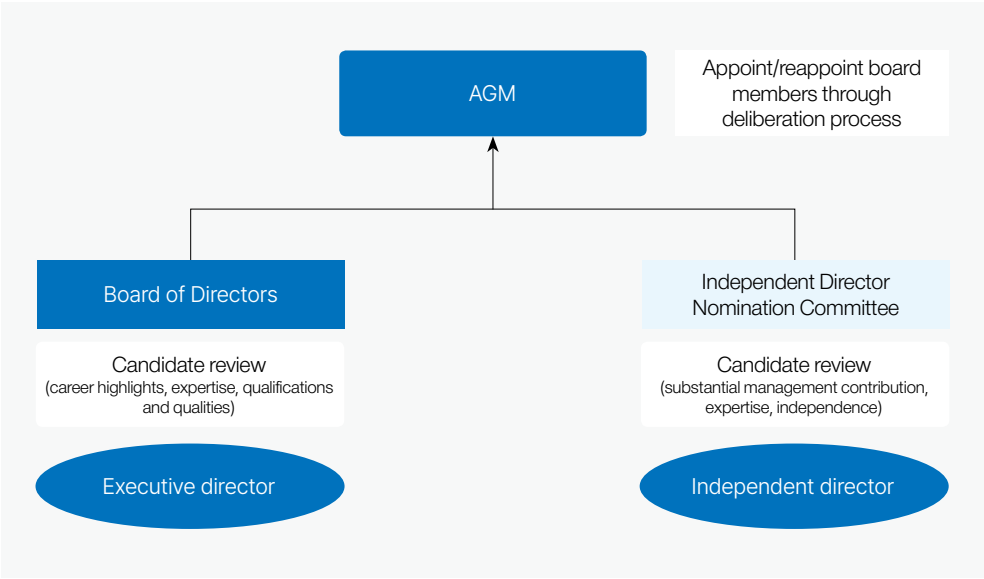 AGM
Appoint/reappoint board
members through
deliberation process
Board of Directors
Independent Director
Nomination Committee
Candidate review
(career highlights, expertise, qualifications
and qualities)
Candidate review
(substantial management contribution,
expertise, independence)
Executive director
Independent director